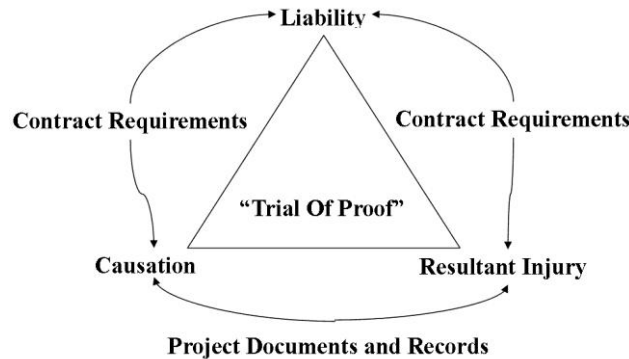 Liability
Contract Requirements
Contract Requirements
“Trial Of Proof”
Causation
Resultant Injury
Project Documents and Records